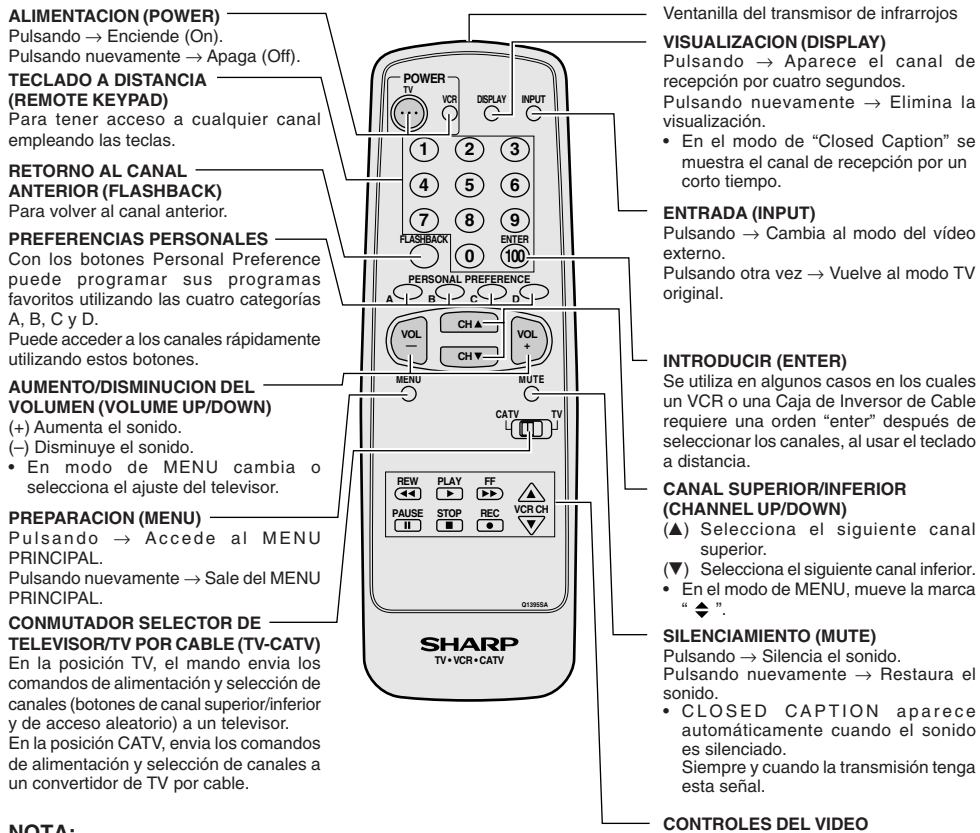 ALIMENTACION (POWER)
Pulsando → Enciende (On).
Pulsando nuevamente → Apaga (Off).
TECLADO A DISTANCIA
(REMOTE KEYPAD)
Para tener acceso a cualquier canal
empleando las teclas.
RETORNO AL CANAL
ANTERIOR (FLASHBACK)
Para volver al canal anterior.
PREFERENCIAS PERSONALES
Con los botones Personal Preference
puede programar sus programas
favoritos utilizando las cuatro categorías
A, B, C y D.
Puede acceder a los canales rápidamente
utilizando estos botones.
AUMENTO/DISMINUCION DEL
VOLUMEN (VOLUME UP/DOWN)
(+) Aumenta el sonido.
(–) Disminuye el sonido.
• En modo de MENU cambia o
selecciona el ajuste del televisor.
PREPARACION (MENU)
Pulsando → Accede al MENU
PRINCIPAL.
Pulsando nuevamente → Sale del MENU
PRINCIPAL.
CONMUTADOR SELECTOR DE
TELEVISOR/TV POR CABLE (TV-CATV)
En la posición TV, el mando envia los
comandos de alimentación y selección de
canales (botones de canal superior/inferior
y de acceso aleatorio) a un televisor.
En la posición CATV, envia los comandos
de alimentación y selección de canales a
un convertidor de TV por cable.
NOTA:
POWER
TV VCR DISPLAY INPUT
1 2 3
4 5 6
7 8 9
FLASHBACK ENTER
0 100
PERSONAL PREFERENCE
A B C D
CH ▲
VOL – VOL +
CH ▼
MENU MUTE
CATV TV
REW PLAY FF
PAUSE STOP REC VCR CH
Q1395SA
SHARP
TV • VCR • CATV
Ventanilla del transmisor de infrarrojos
VISUALIZACION (DISPLAY)
Pulsando → Aparece el canal de
recepción por cuatro segundos.
Pulsando nuevamente → Elimina la
visualización.
• En el modo de “Closed Caption” se
muestra el canal de recepción por un
corto tiempo.
ENTRADA (INPUT)
Pulsando → Cambia al modo del vídeo
externo.
Pulsando otra vez → Vuelve al modo TV
original.
INTRODUCIR (ENTER)
Se utiliza en algunos casos en los cuales
un VCR o una Caja de Inversor de Cable
requiere una orden “enter” después de
seleccionar los canales, al usar el teclado
a distancia.
CANAL SUPERIOR/INFERIOR
(CHANNEL UP/DOWN)
(▲) Selecciona el siguiente canal
superior.
(▼) Selecciona el siguiente canal inferior.
• En el modo de MENU, mueve la marca
“ ⬍ ”.
SILENCIAMIENTO (MUTE)
Pulsando → Silencia el sonido.
Pulsando nuevamente → Restaura el
sonido.
• CLOSED CAPTION aparece
automáticamente cuando el sonido
es silenciado.
Siempre y cuando la transmisión tenga
esta señal.
CONTROLES DEL VIDEO